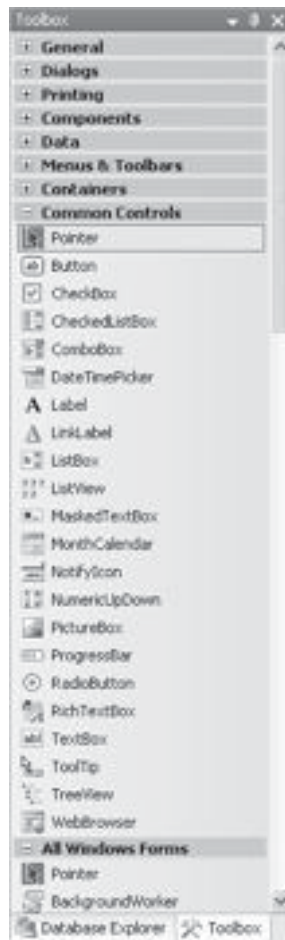 Toolbox
General
Dialogs
Printing
Components
Data
Menus & Toolbars
Containers
Common Controls
Pointer
Button
CheckBox
CheckedListBox
ComboBox
DateTimePicker
A Label
A LinkLabel
ListBox
ListView
MaskedTextBox
MonthCalendar
NotifyIcon
NumericUpDown
PictureBox
ProgressBar
RadioButton
RichTextBox
TextBox
ToolTip
TreeView
WebBrowser
All Windows Forms
Pointer
BackgroundWorker
Database Explorer Toolbox